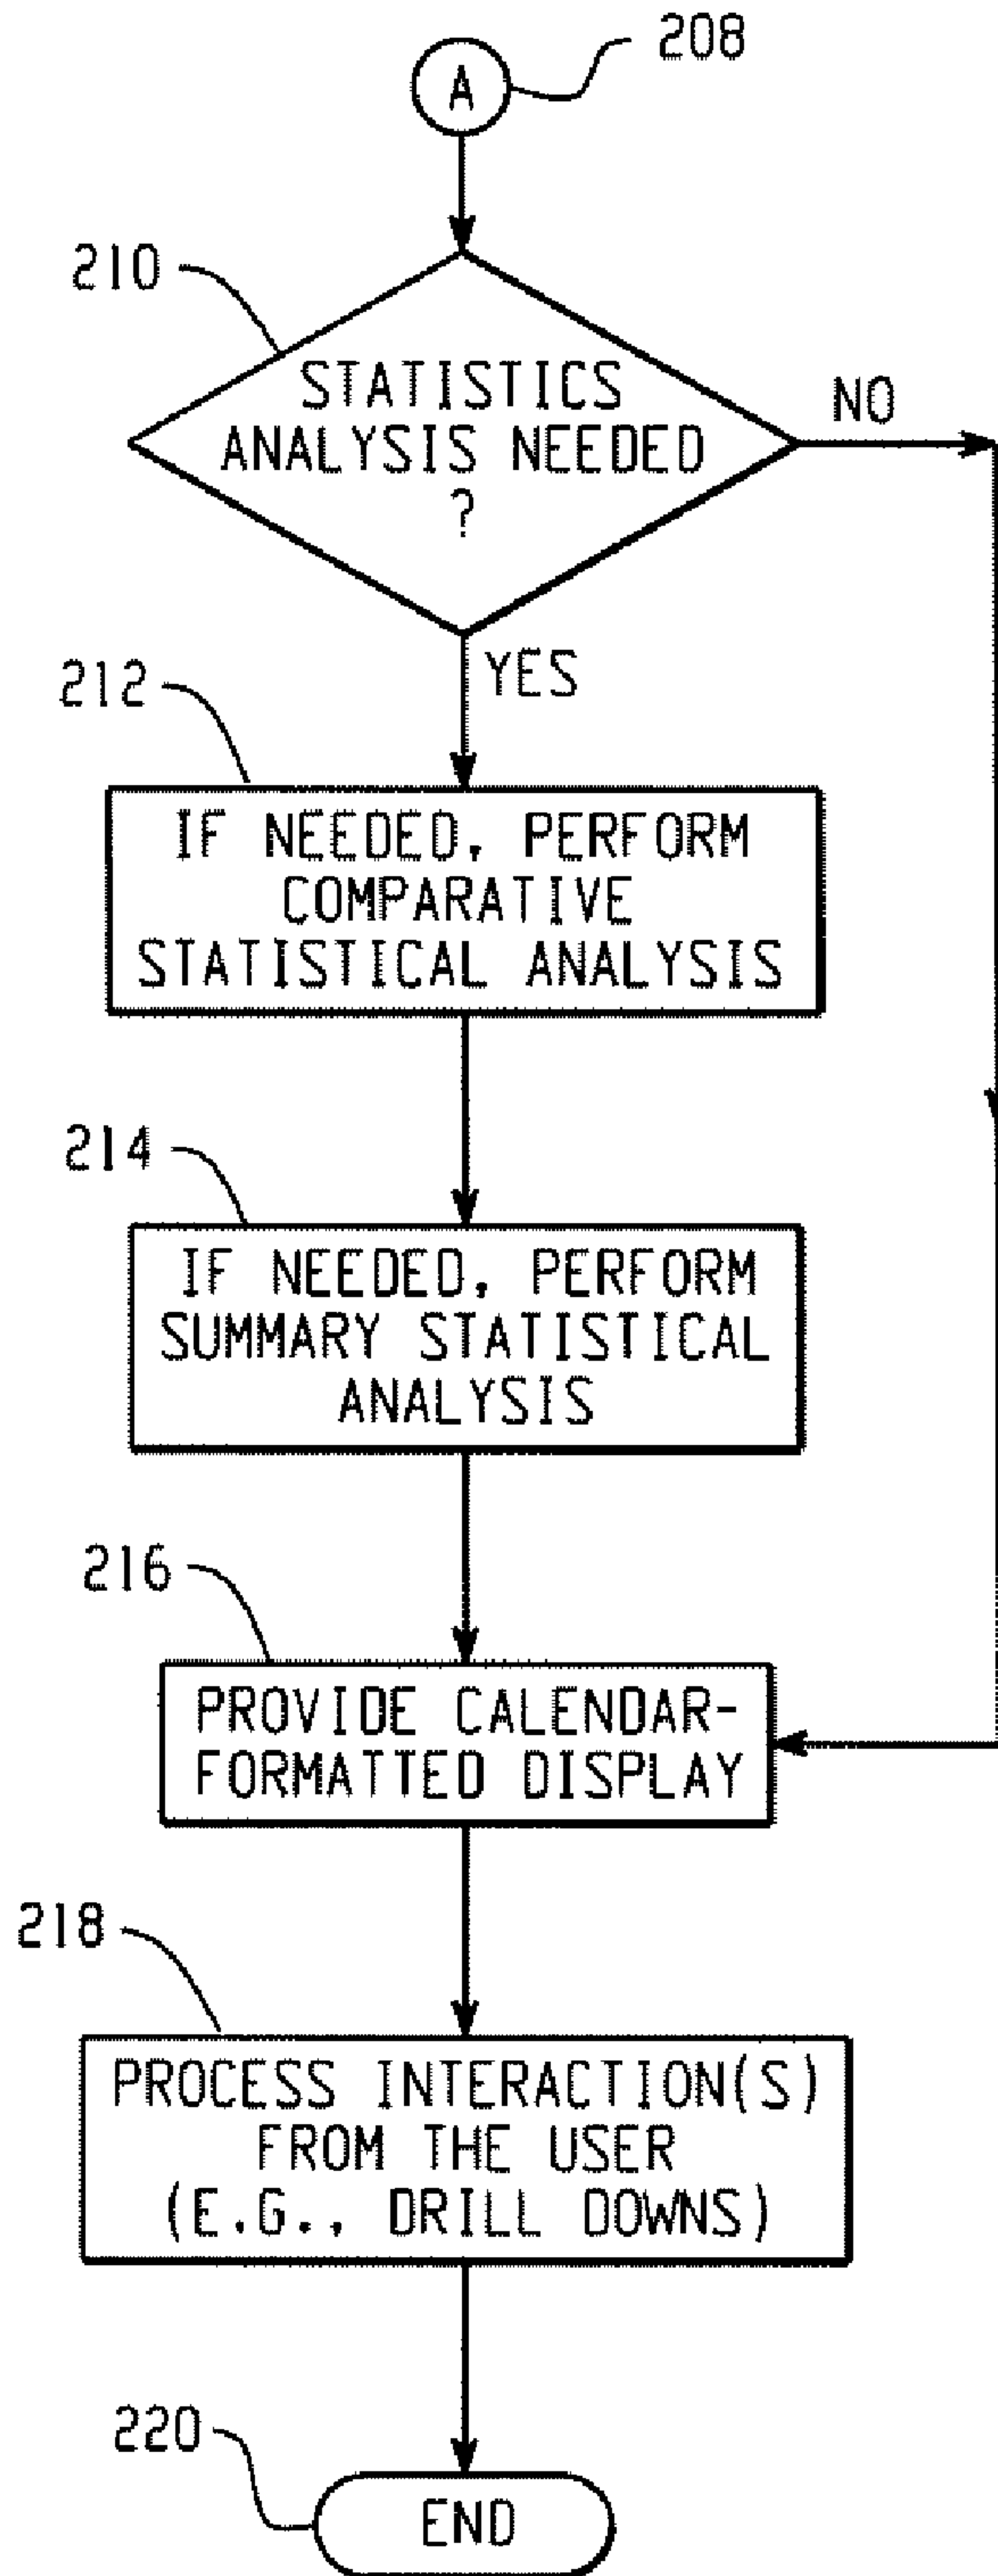 A
208
210
STATISTICS
ANALYSIS NEEDED
?
NO
YES
212
IF NEEDED, PERFORM
COMPARATIVE
STATISTICAL ANALYSIS
214
IF NEEDED, PERFORM
SUMMARY STATISTICAL
ANALYSIS
216
PROVIDE CALENDAR-
FORMATTED DISPLAY
218
PROCESS INTERACTION(S)
FROM THE USER
(E.G., DRILL DOWNS)
220
END